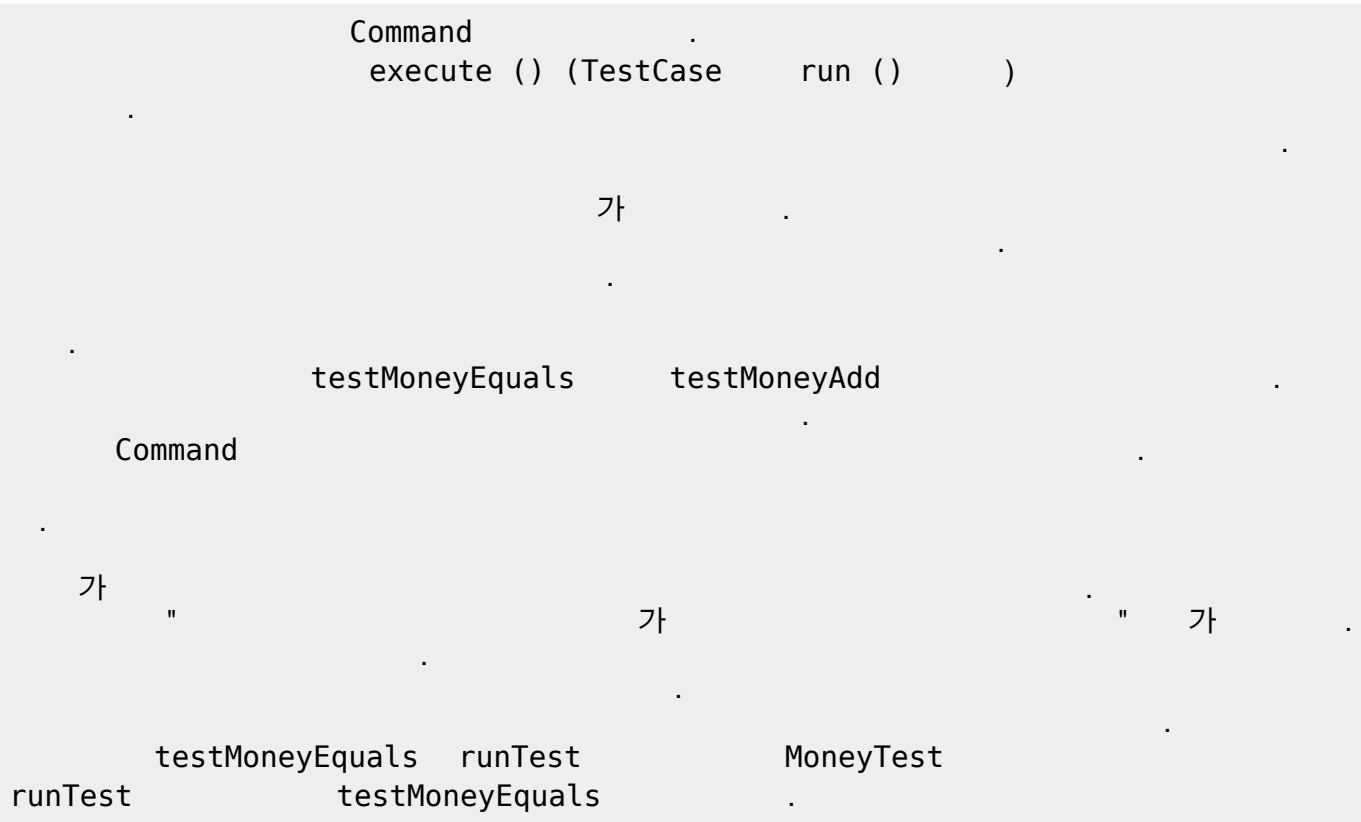 Command .
execute () (TestCase run () )
.
.
가 .
.
.
.
testMoneyEquals testMoneyAdd .
.
Command .
.
가 .
" 가 " 가 .
.
.
.
testMoneyEquals runTest MoneyTest
runTest testMoneyEquals .